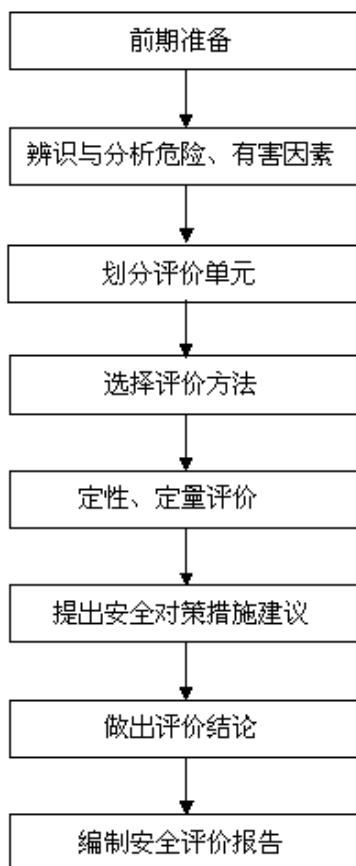 前期准备
辨识与分析危险、有害因素
划分评价单元
选择评价方法
定性、定量评价
提出安全对策措施建议
做出评价结论
编制安全评价报告